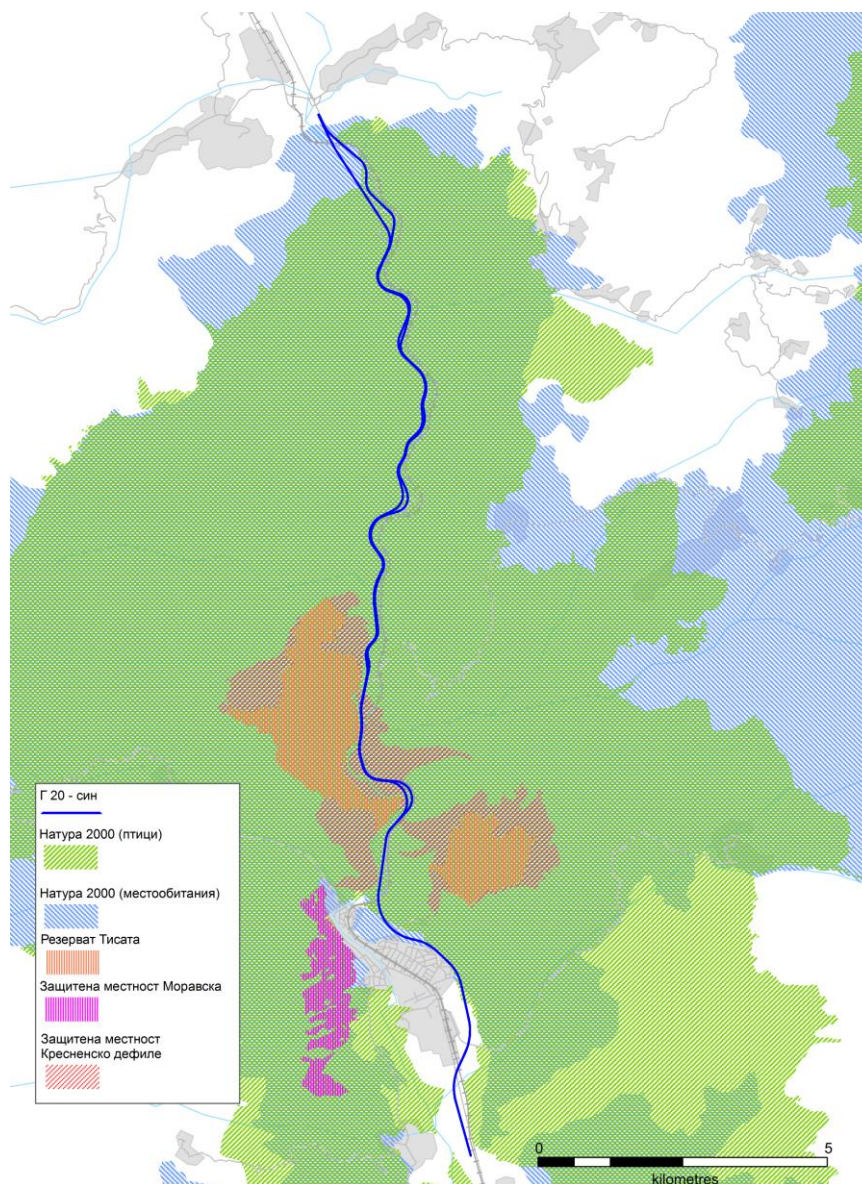 Г 20 - син
Натура 2000 (птици)
Натура 2000 (местообитания)
Резерват Тисата
Защитена местност Моравска
Защитена местност
Кресненско дефиле
0
5
kilometres